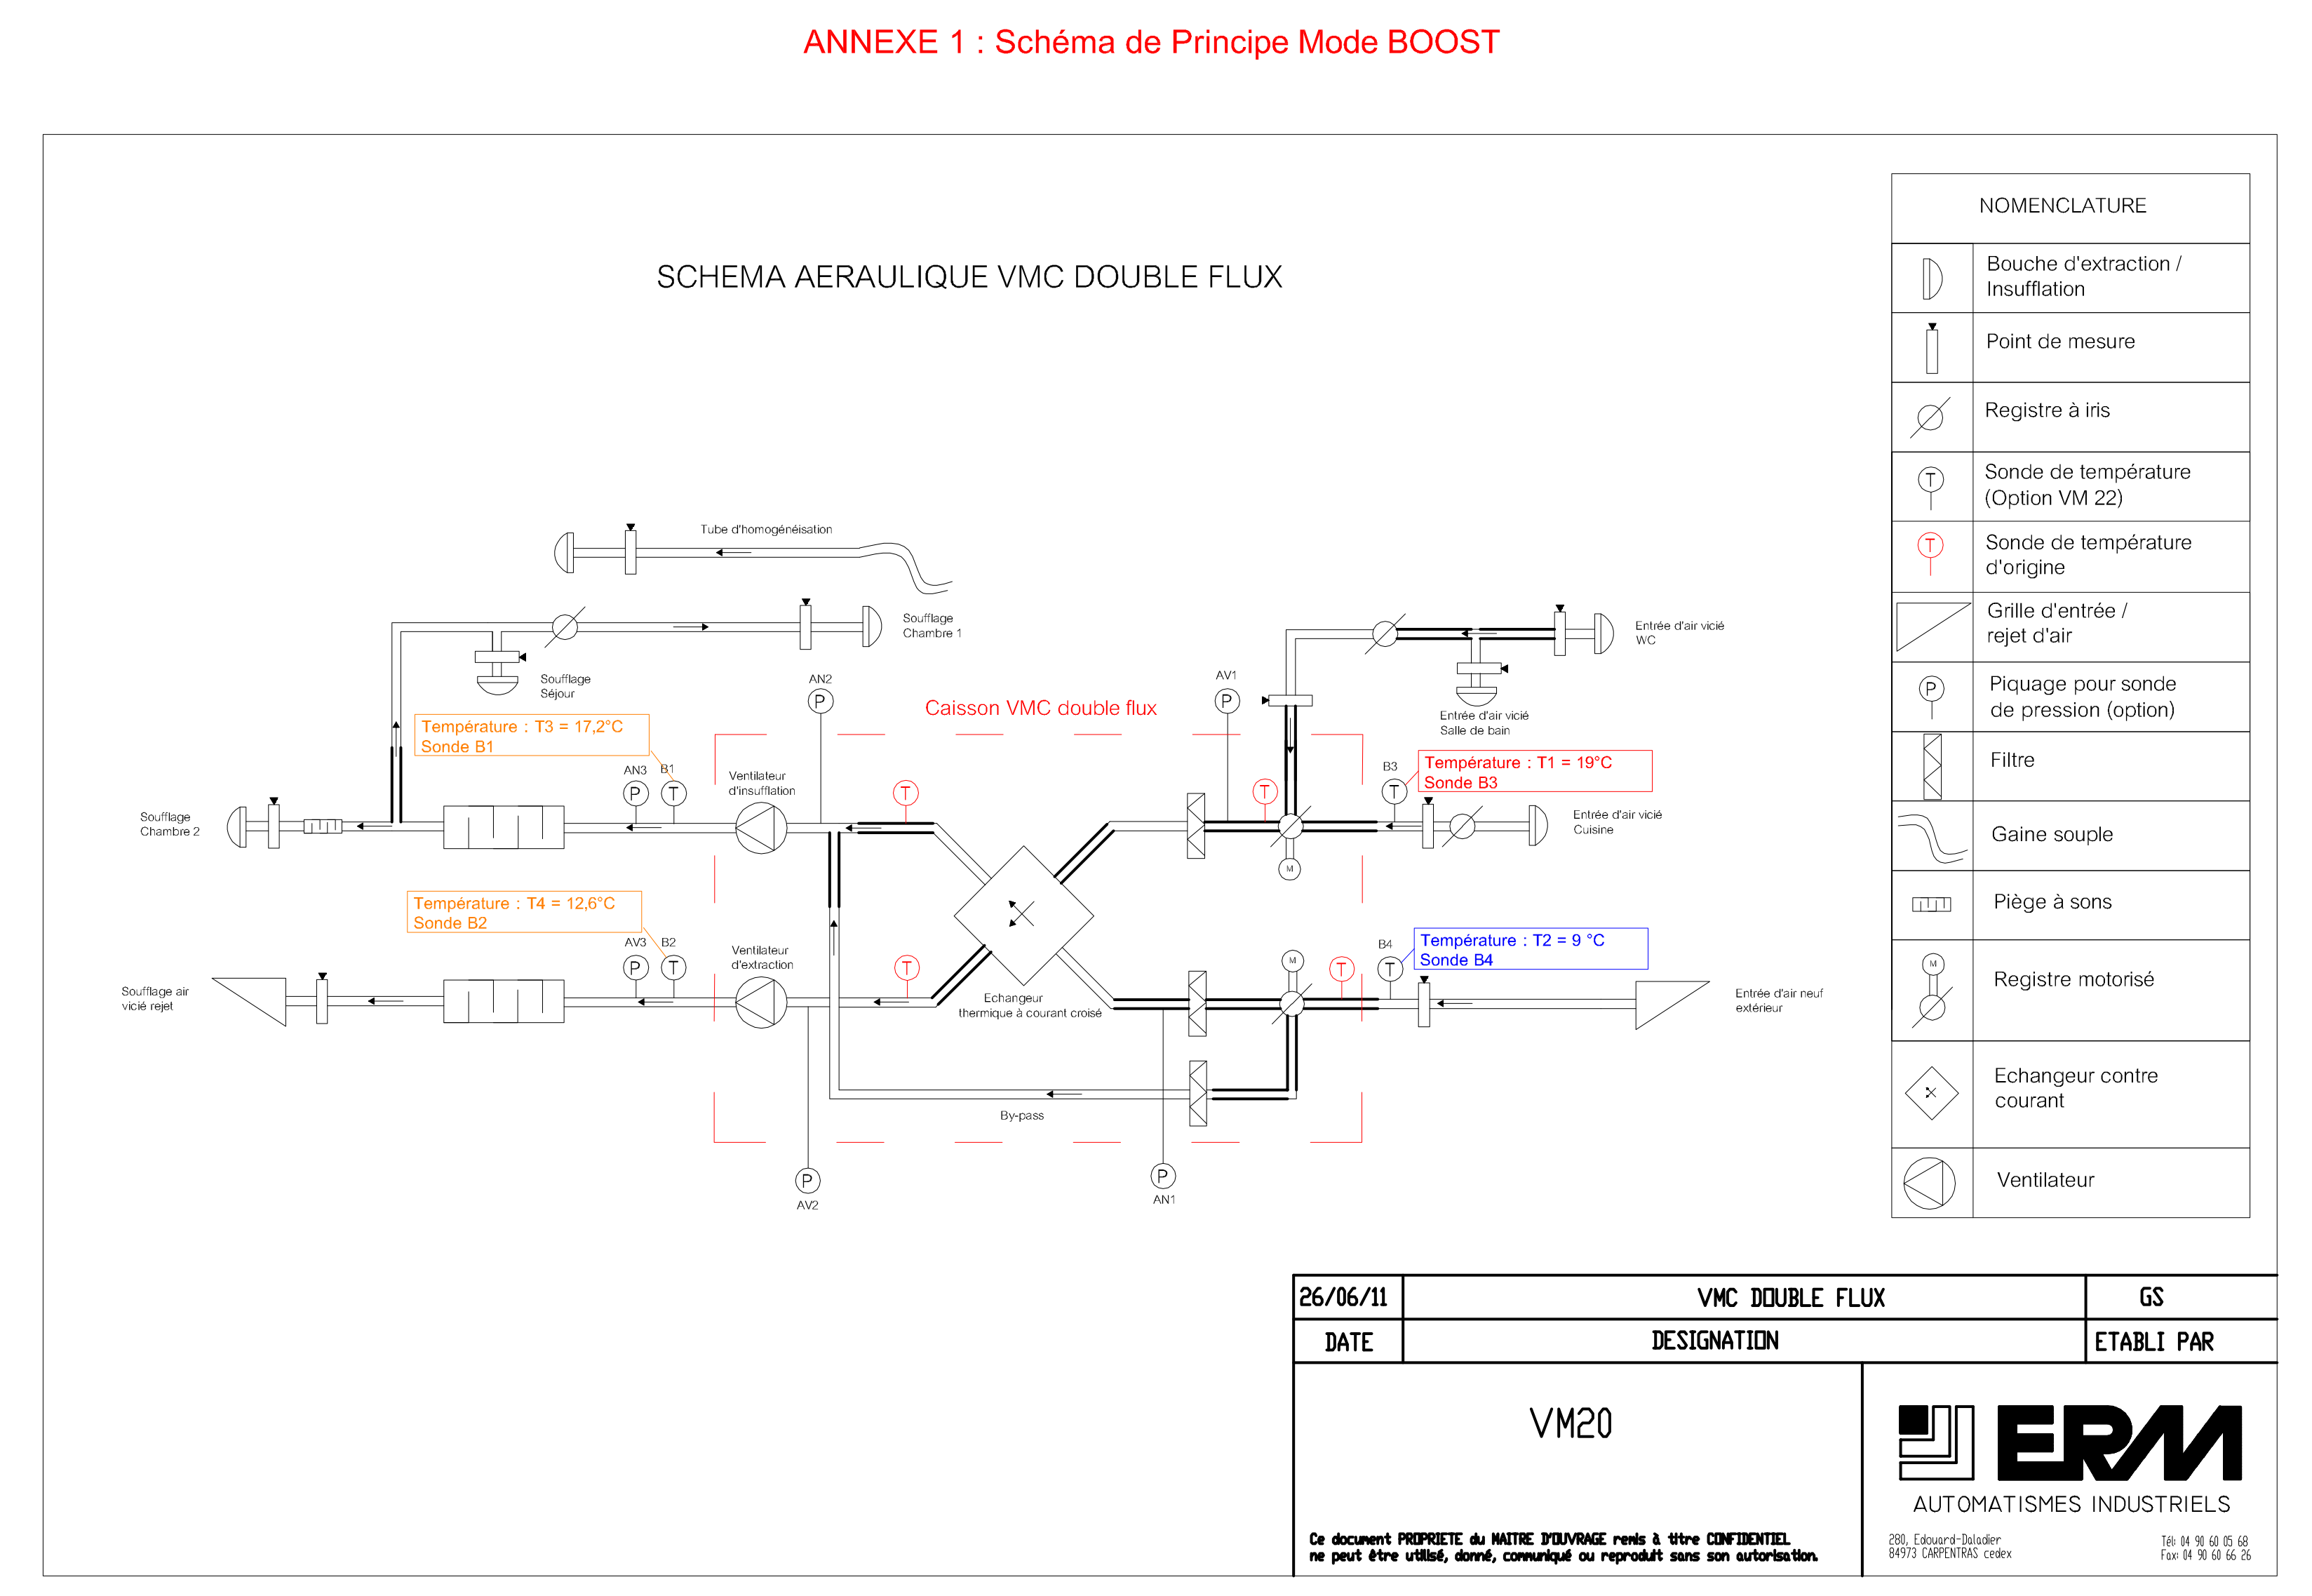 ANNEXE 1 : Schéma de Principe Mode BOOST
SCHEMA AERAULIQUE VMC DOUBLE FLUX
NOMENCLATURE
Bouche d'extraction /
Insufflation
Point de mesure
Registre à iris
T
Sonde de température
(Option VM 22)
T
Sonde de température
d'origine
Grille d'entrée /
rejet d'air
P
Piquage pour sonde
de pression (option)
Filtre
Gaine souple
Piège à sons
M
Registre motorisé
Echangeur contre
courant
Ventilateur
Tube d'homogénéisation
Soufflage
Chambre 1
Soufflage
Séjour
Entrée d'air vicié
WC
Entrée d'air vicié
Salle de bain
AN2
P
AV1
P
Caisson VMC double flux
Température : T3 = 17,2°C
Sonde B1
AN3
P
B1
T
Ventilateur
d'insufflation
T
T
B3
T
Température : T1 = 19°C
Sonde B3
Soufflage
Chambre 2
Entrée d'air vicié
Cuisine
M
Température : T4 = 12,6°C
Sonde B2
AV3
P
B2
T
Ventilateur
d'extraction
T
M
T
B4
T
Température : T2 = 9 °C
Sonde B4
Soufflage air
vicié rejet
Echangeur
thermique à courant croisé
Entrée d'air neuf
extérieur
By-pass
P
AV2
P
AN1
26/06/11
VMC DOUBLE FLUX
GS
DATE
DESIGNATION
ETABLI PAR
VM20
ERM
AUTOMATISMES INDUSTRIELS
280, Edouard-Daladier
84973 CARPENTRAS cedex
Tél: 04 90 60 05 68
Fax: 04 90 60 66 26
Ce document PROPRIETE du MAITRE D'OUVRAGE remis à titre CONFIDENTIEL
ne peut être utilisé, donné, communiqué ou reproduit sans son autorisation.